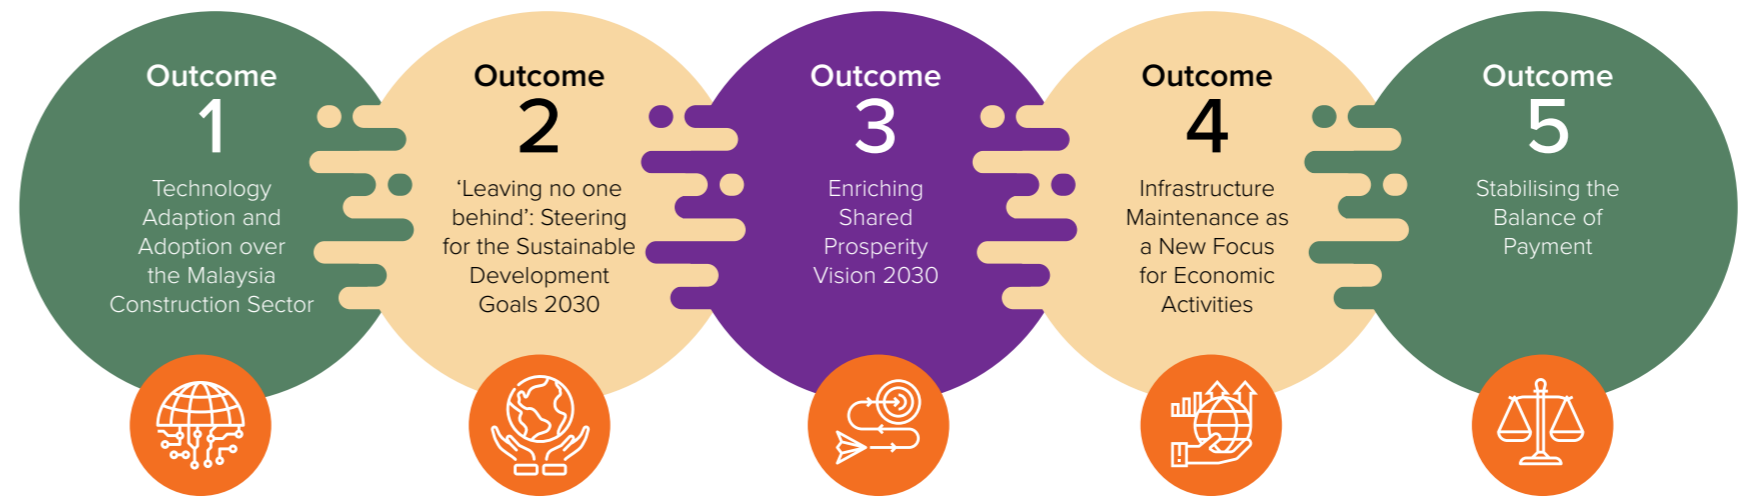 Outcome
1
Technology
Adaption and
Adoption over
the Malaysia
Construction Sector
Outcome
2
‘Leaving no one
behind’: Steering
for the Sustainable
Development
Goals 2030
Outcome
3
Enriching
Shared
Prosperity
Vision 2030
Outcome
4
Infrastructure
Maintenance as
a New Focus
for Economic
Activities
Outcome
5
Stabilising the
Balance of
Payment